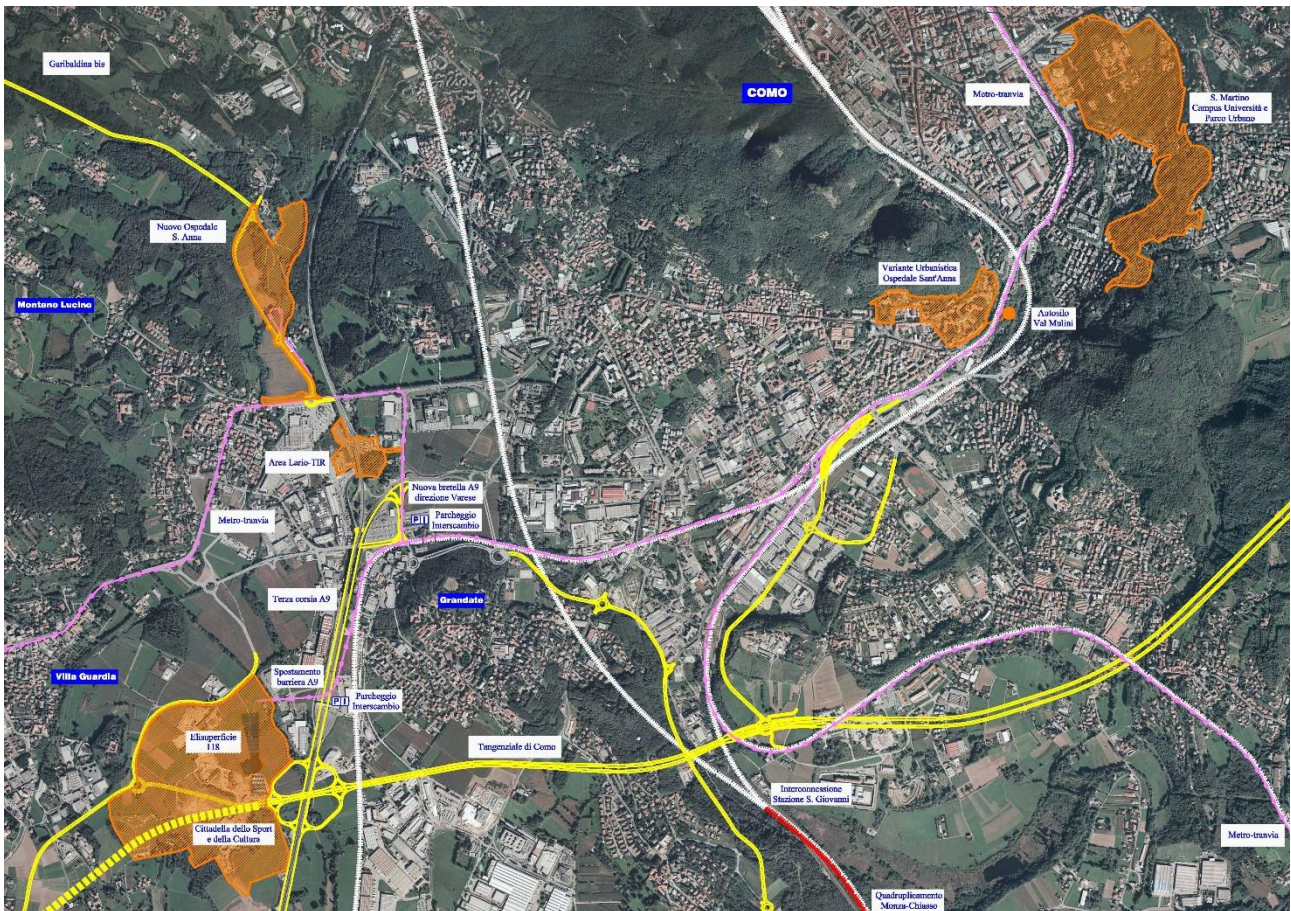 Garibaldina bis
COMO
Metro-tranvia
S. Martino
Campus Università e
Parco Urbano
Nuovo Ospedale
S. Anna
Montano Lucino
Variante Urbanistica
Ospedale Sant'Anna
Autosilo
Val Mulini
Area Lario-TIR
Nuova bretella A9
direzione Varese
Metro-tranvia
P I
Parcheggio
Interscambio
Terza corsia A9
Grandate
Villa Guardia
Spostamento
barriera A9
P I
Parcheggio
Interscambio
Elisuperficie
118
Tangenziale di Como
Interconnessione
Stazione S. Giovanni
Cittadella dello Sport
e della Cultura
Metro-tranvia
Quadruplicamento
Monza-Chiasso